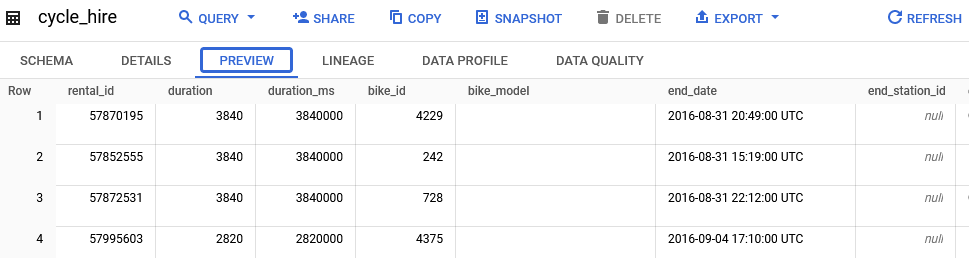 cycle_hire QUERY SHARE COPY SNAPSHOT DELETE EXPORT REFRESH
SCHEMA DETAILS PREVIEW LINEAGE DATA PROFILE DATA QUALITY
Row rental_id duration duration_ms bike_id bike_model end_date end_station_id
1 57870195 3840 3840000 4229 2016-08-31 20:49:00 UTC null
2 57852555 3840 3840000 242 2016-08-31 15:19:00 UTC null
3 57872531 3840 3840000 728 2016-08-31 22:12:00 UTC null
4 57995603 2820 2820000 4375 2016-09-04 17:10:00 UTC null